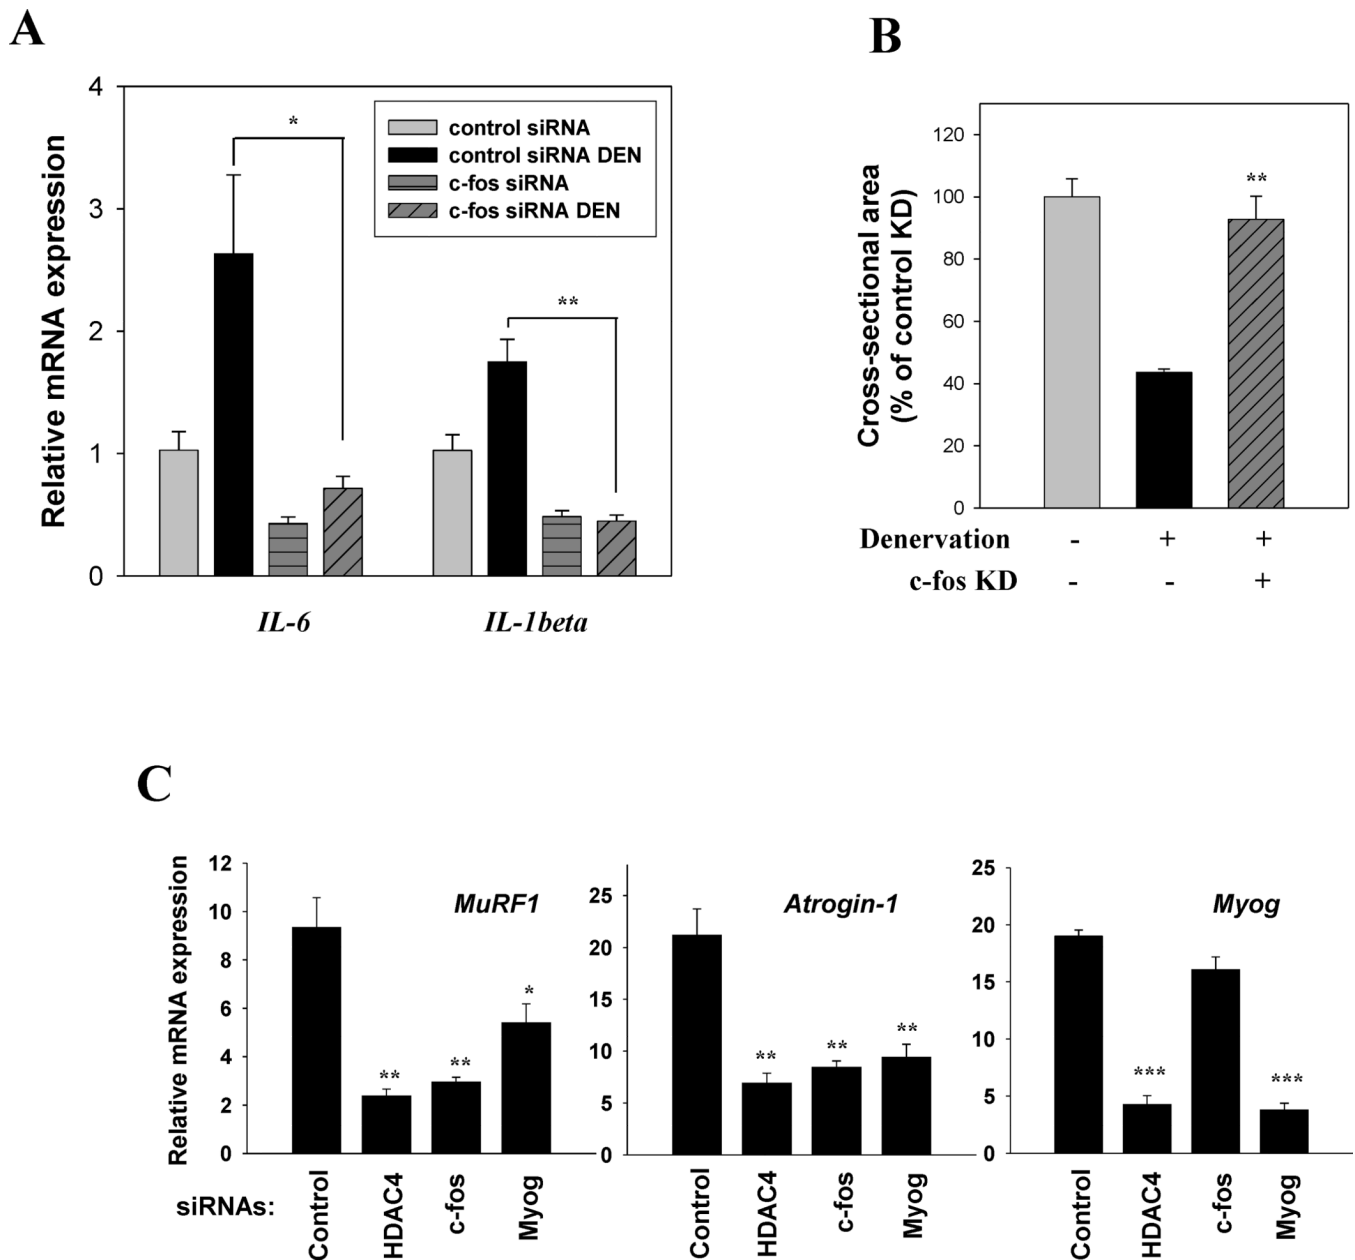 A
Relative mRNA expression
4
3
2
1
0
*
**
control siRNA
control siRNA DEN
c-fos siRNA
c-fos siRNA DEN
IL-6
IL-1beta
B
Cross-sectional area
(% of control KD)
120
100
80
60
40
20
0
**
Denervation - + +
c-fos KD - - +
C
Relative mRNA expression
12
10
8
6
4
2
0
MuRF1
**
**
*
25
20
15
10
5
0
Atrogin-1
**
**
**
25
20
15
10
5
0
Myog
***
***
siRNAs:
Control
HDAC4
c-fos
Myog
Control
HDAC4
c-fos
Myog
Control
HDAC4
c-fos
Myog